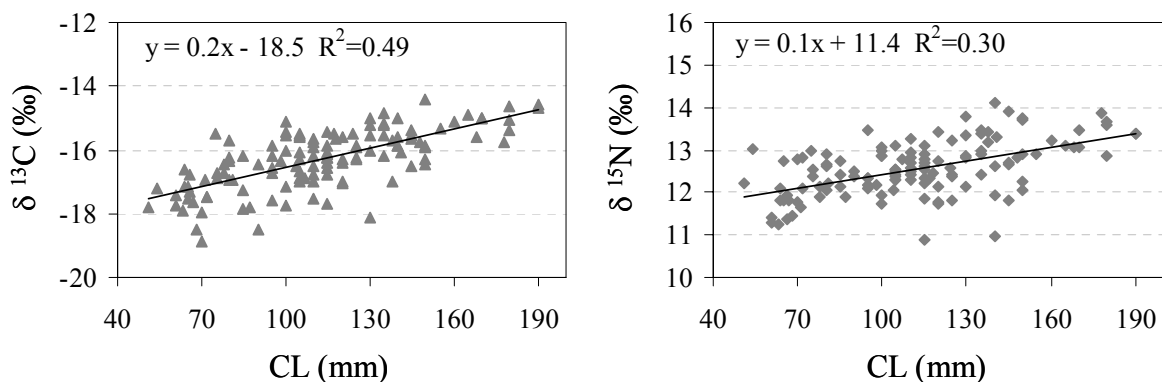 y = 0.2x - 18.5 R²=0.49
δ ¹³C (‰)
-12
-14
-16
-18
-20
40 70 100 130 160 190
CL (mm)
y = 0.1x + 11.4 R²=0.30
δ ¹⁵N (‰)
16
15
14
13
12
11
10
40 70 100 130 160 190
CL (mm)